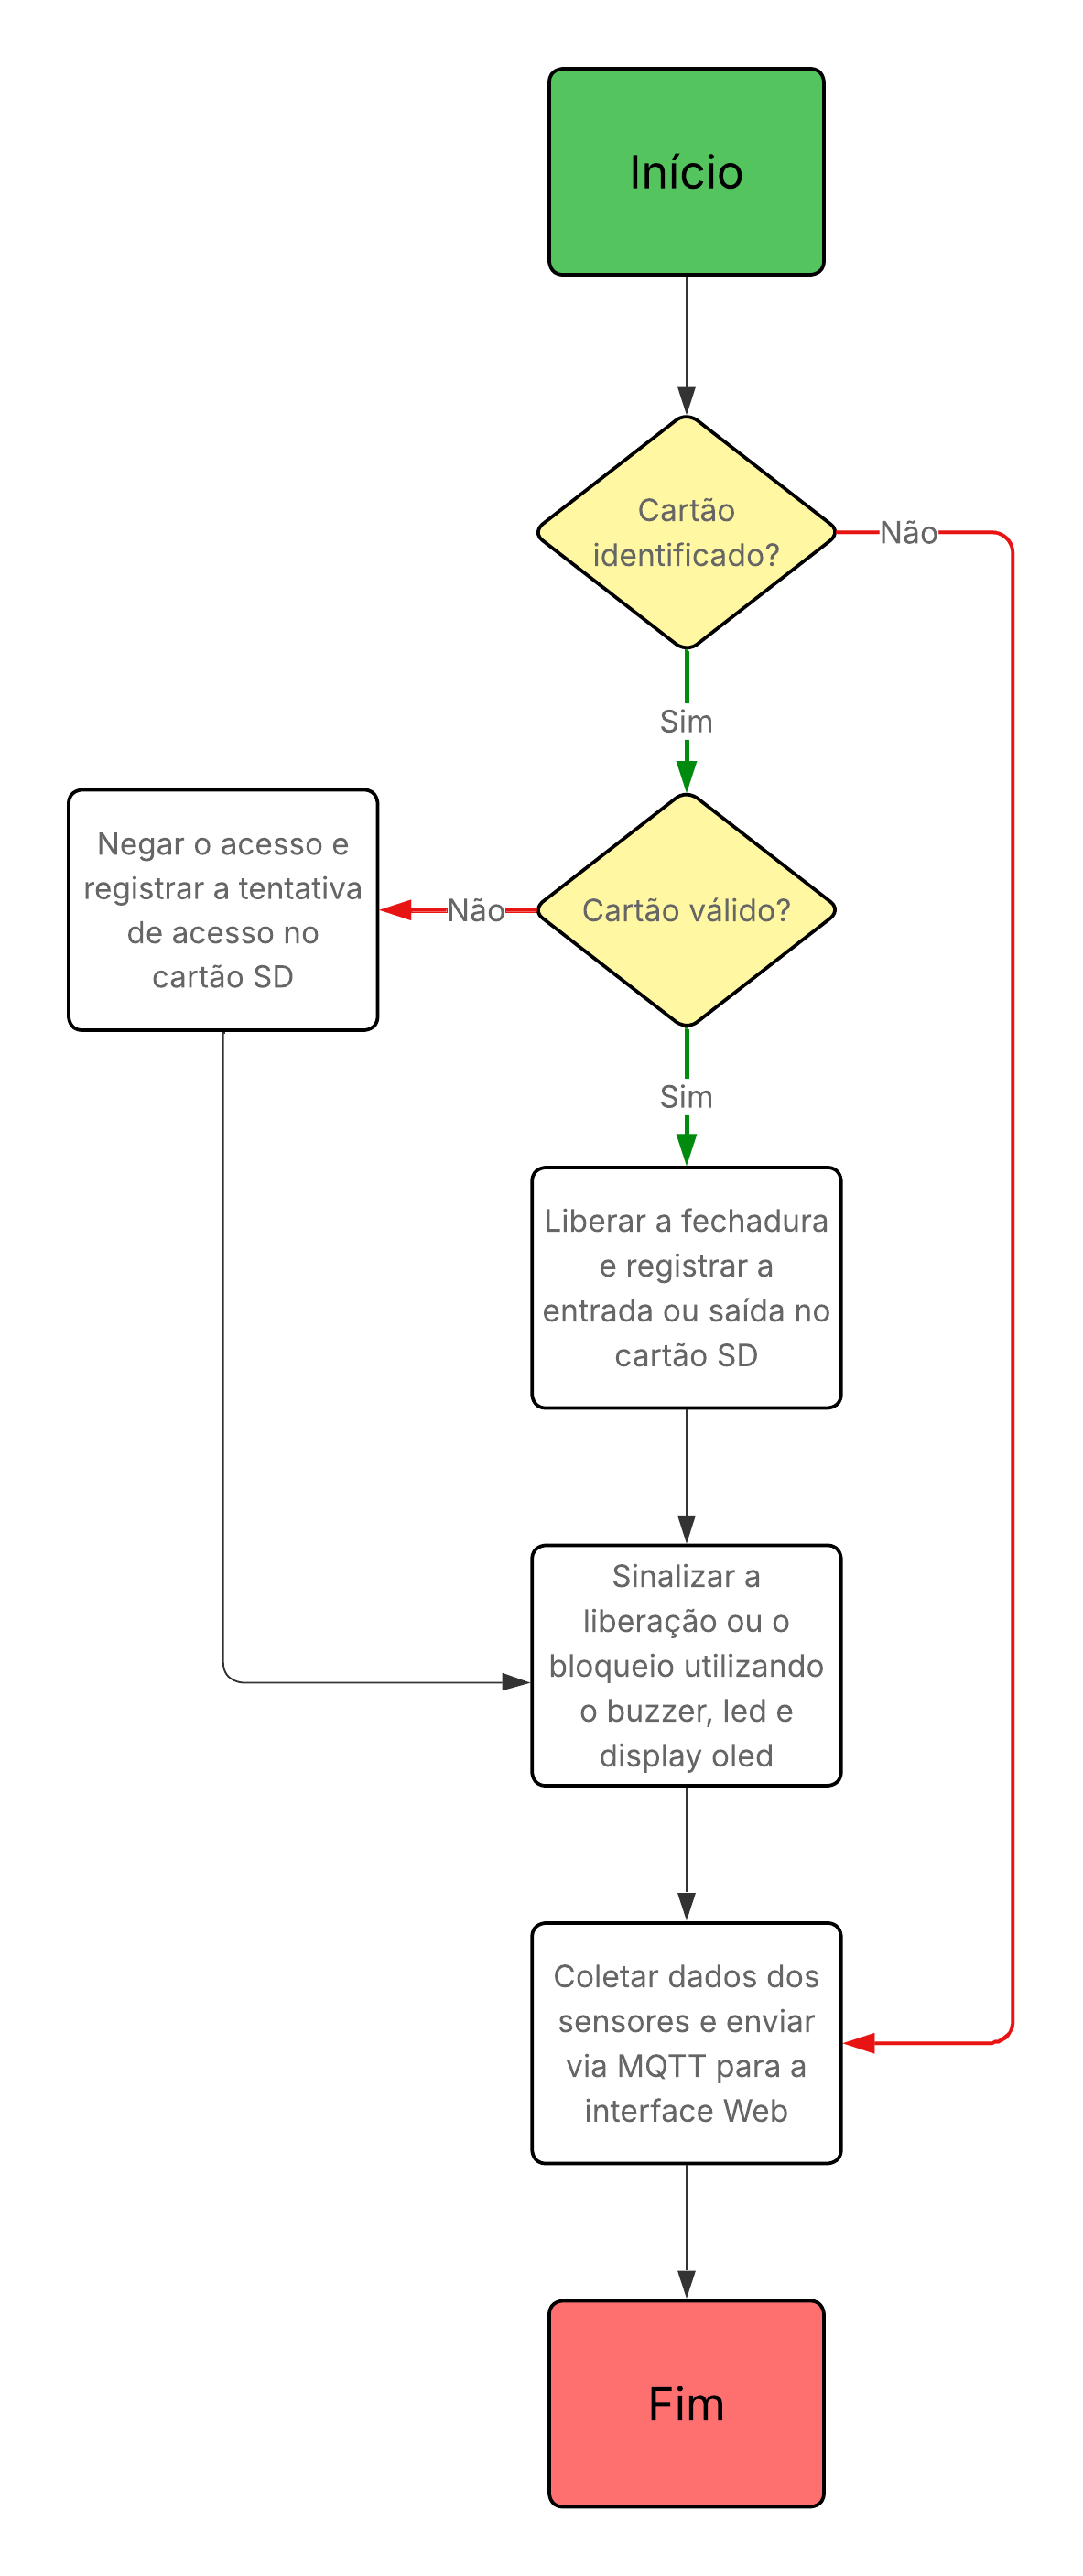 Início
Cartão
identificado?
Não
Sim
Negar o acesso e
registrar a tentativa
de acesso no
cartão SD
Não
Cartão válido?
Sim
Liberar a fechadura
e registrar a
entrada ou saída no
cartão SD
Sinalizar a
liberação ou o
bloqueio utilizando
o buzzer, led e
display oled
Coletar dados dos
sensores e enviar
via MQTT para a
interface Web
Fim